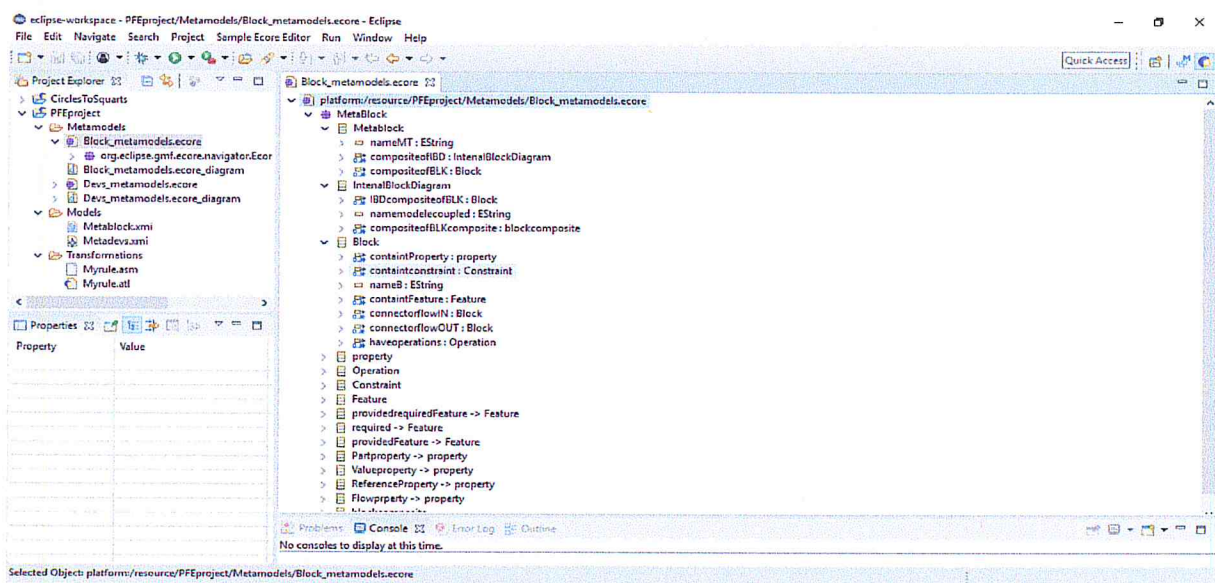 eclipse-workspace - PFEproject/Metamodels/Block_metamodels.ecore - Eclipse
File Edit Navigate Search Project Sample Ecore Editor Run Window Help
Quick Access
Project Explorer
CirclesToSquarts
PFEproject
Metamodels
Block_metamodels.ecore
org.eclipse.gmf.ecore.navigator.Ecor
Block_metamodels.ecore_diagram
Devs_metamodels.ecore
Devs_metamodels.ecore_diagram
Models
Metablock.xmi
Metadevs.xmi
Transformations
Myrule.asm
Myrule.atl
Properties
Property Value
Block_metamodels.ecore
platform:/resource/PFEproject/Metamodels/Block_metamodels.ecore
MetaBlock
Metablock
nameMT : EString
compositeofIBD : IntenalBlockDiagram
compositeofBLK : Block
IntenalBlockDiagram
IBDcompositeofBLK : Block
namemodelecoupled : EString
compositeofBLKcomposite : blockcomposite
Block
containtProperty : property
containtconstraint : Constraint
nameB : EString
containtFeature : Feature
connectorflowIN : Block
connectorflowOUT : Block
haveoperations : Operation
property
Operation
Constraint
Feature
providedrequiredFeature -> Feature
required -> Feature
providedFeature -> Feature
Partproperty -> property
Valueproperty -> property
ReferenceProperty -> property
Flowprperty -> property
Problems Console Error Log Outline
No consoles to display at this time.
Selected Object: platform:/resource/PFEproject/Metamodels/Block_metamodels.ecore